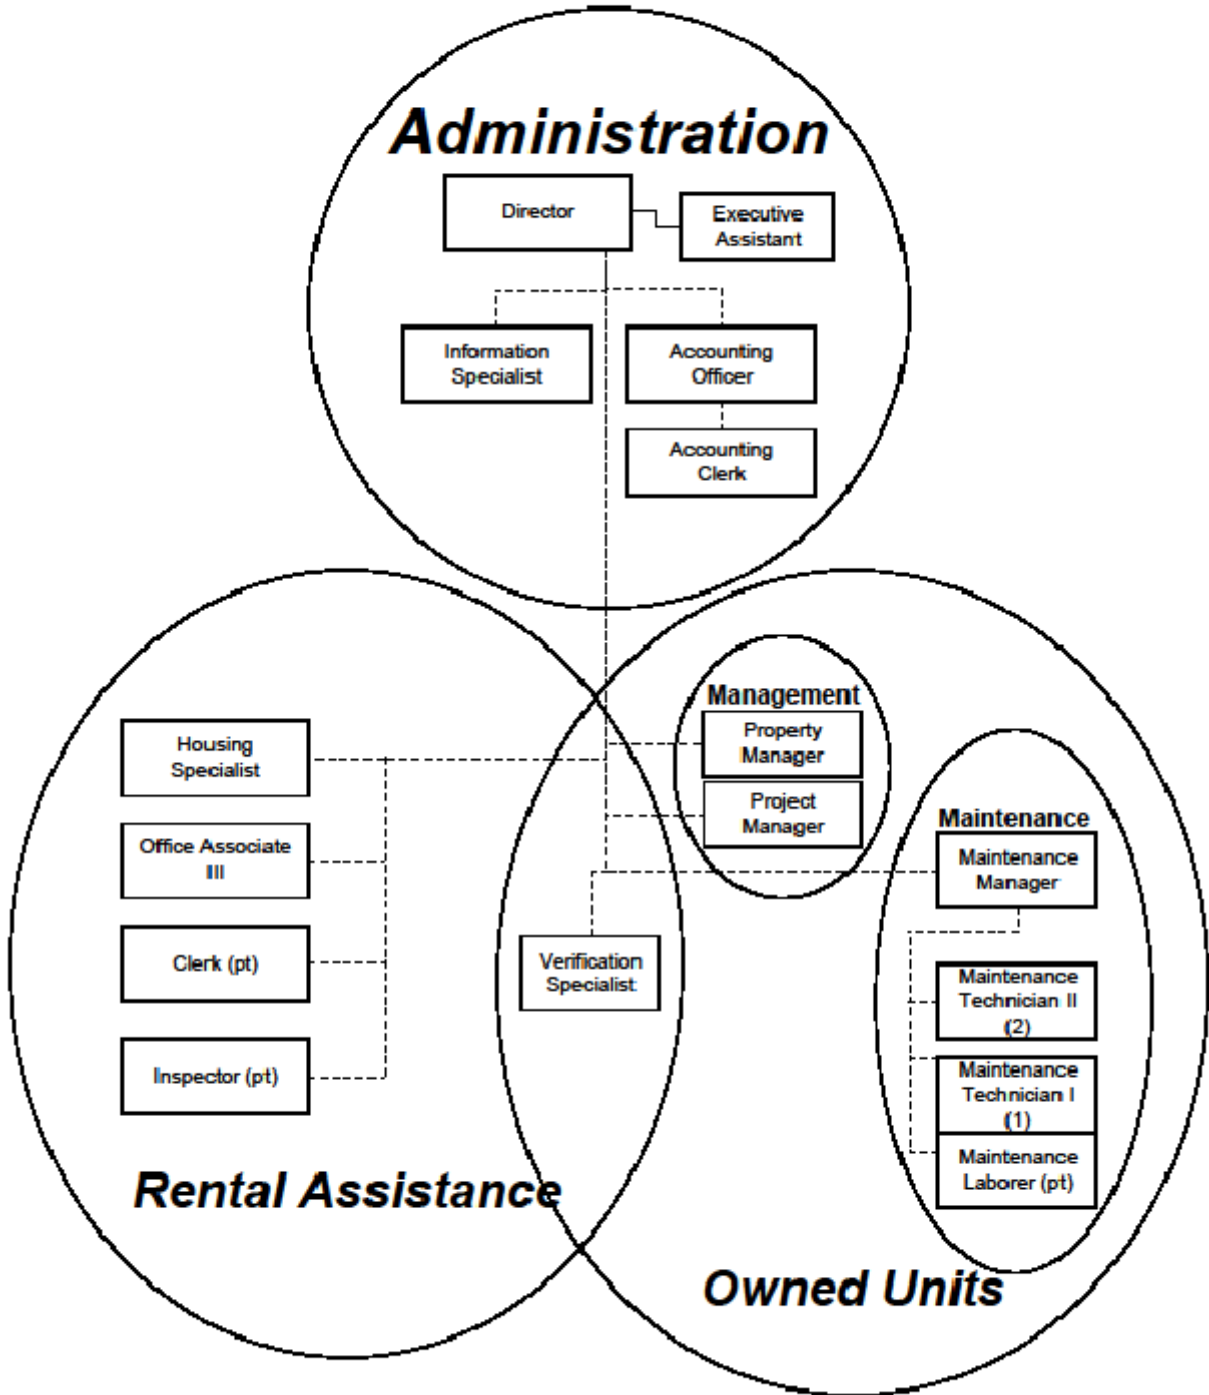 Administration
Director
Executive
Assistant
Information
Specialist
Accounting
Officer
Accounting
Clerk
Management
Property
Manager
Project
Manager
Housing
Specialist
Office Associate
III
Clerk (pt)
Inspector (pt)
Verification
Specialist
Maintenance
Maintenance
Manager
Maintenance
Technician II
(2)
Maintenance
Technician I
(1)
Maintenance
Laborer (pt)
Rental Assistance
Owned Units